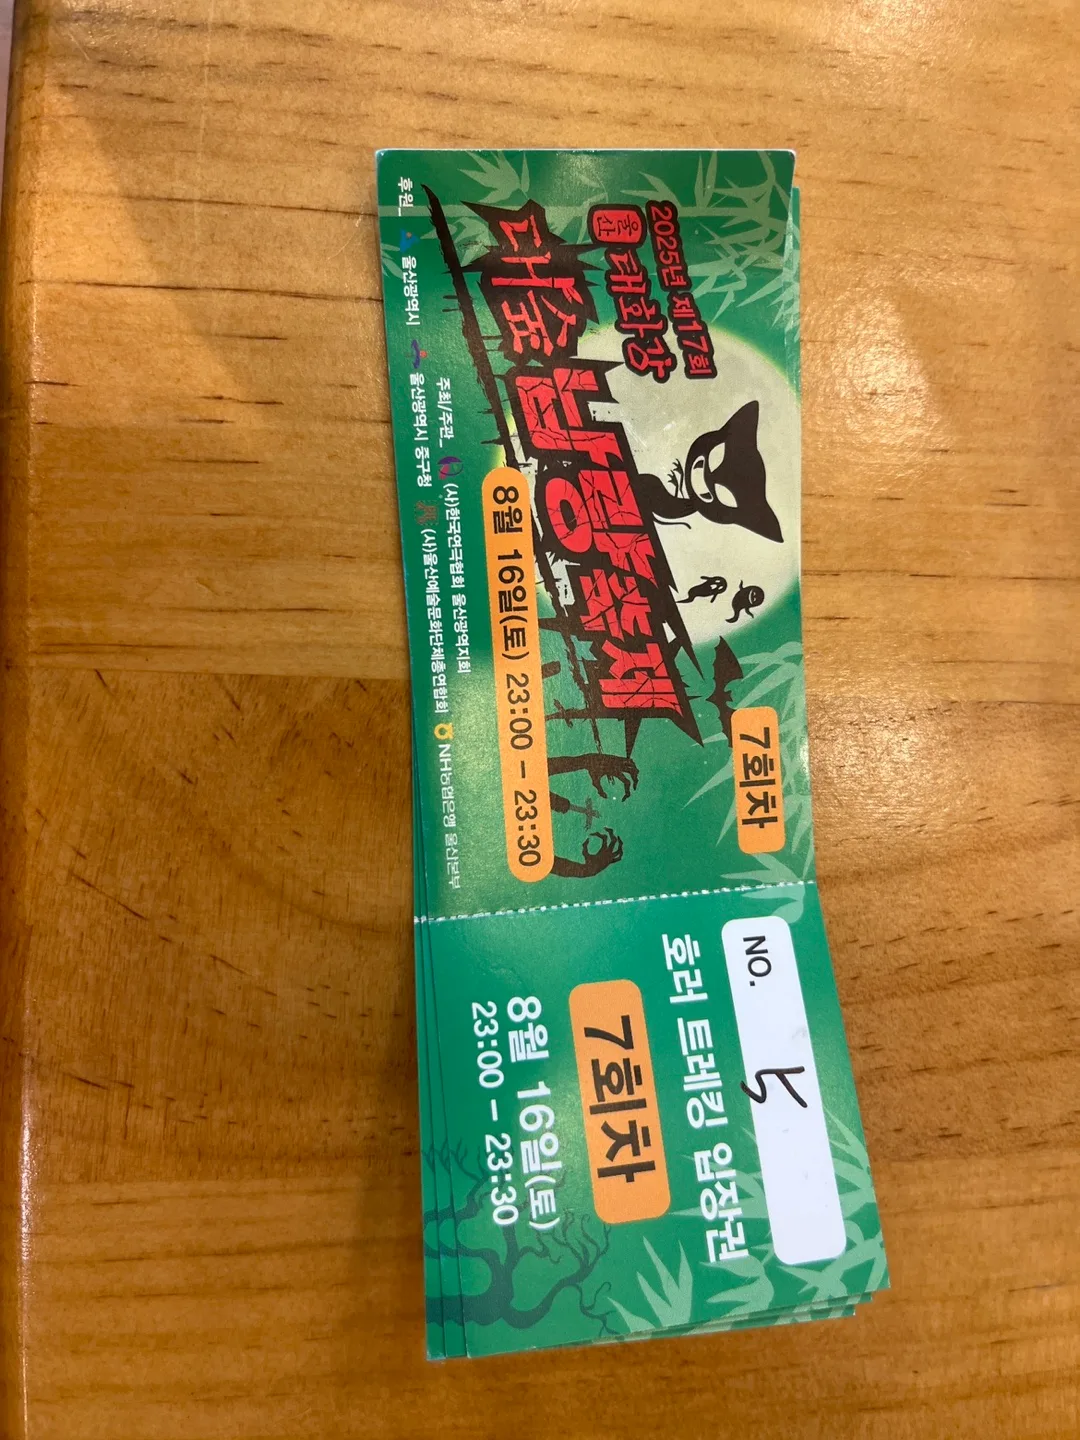 2025년 제17회
울산 태화강
대숲납량축제
7회차
8월 16일(토) 23:00 - 23:30
주최/주관_ (사)한국연극협회 울산광역지회
후원_ 울산광역시 울산광역시 중구청 (사)울산예술문화단체총연합회 NH농협은행 울산본부
NO. 5
호러 트레킹 입장권
7회차
8월 16일(토)
23:00 - 23:30